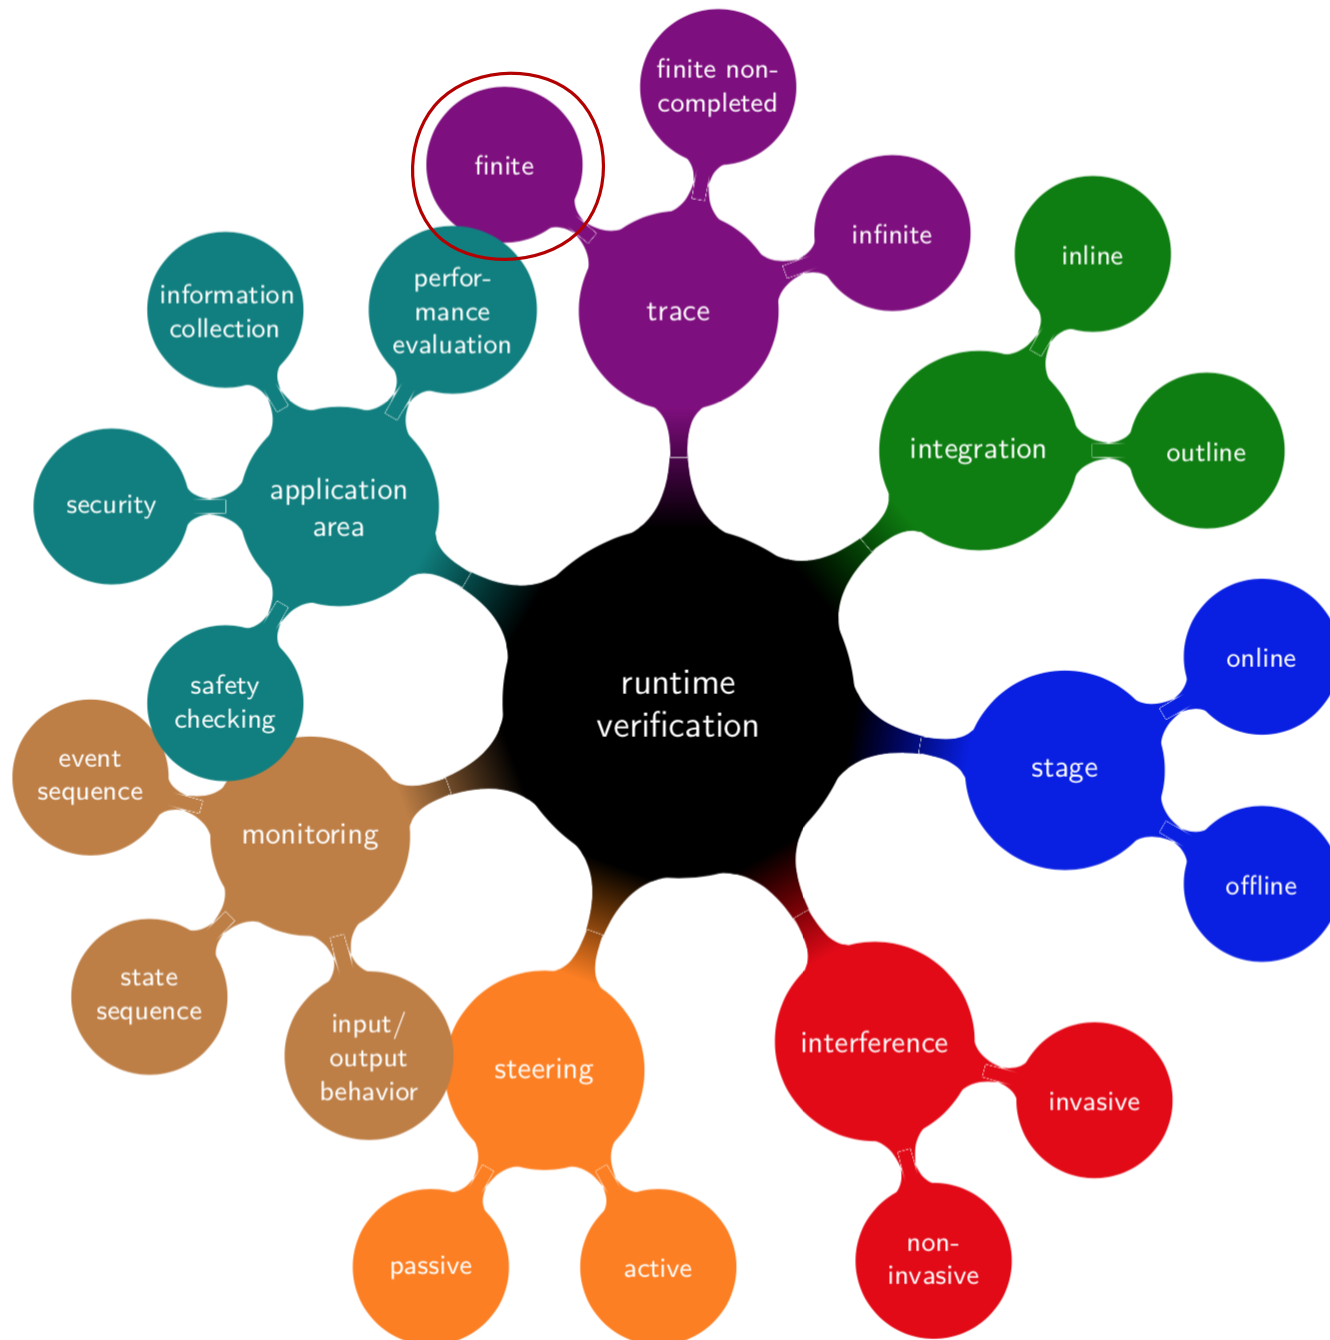 finite non-
completed
finite
infinite
trace
inline
integration
outline
information
collection
perfor-
mance
evaluation
security
application
area
safety
checking
runtime
verification
online
stage
offline
event
sequence
monitoring
state
sequence
input/
output
behavior
steering
passive
active
interference
invasive
non-
invasive